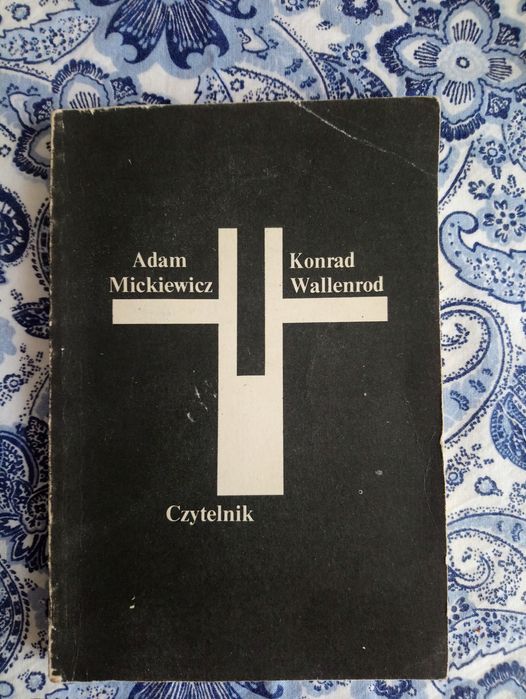 Adam
Mickiewicz
Konrad
Wallenrod
Czytelnik